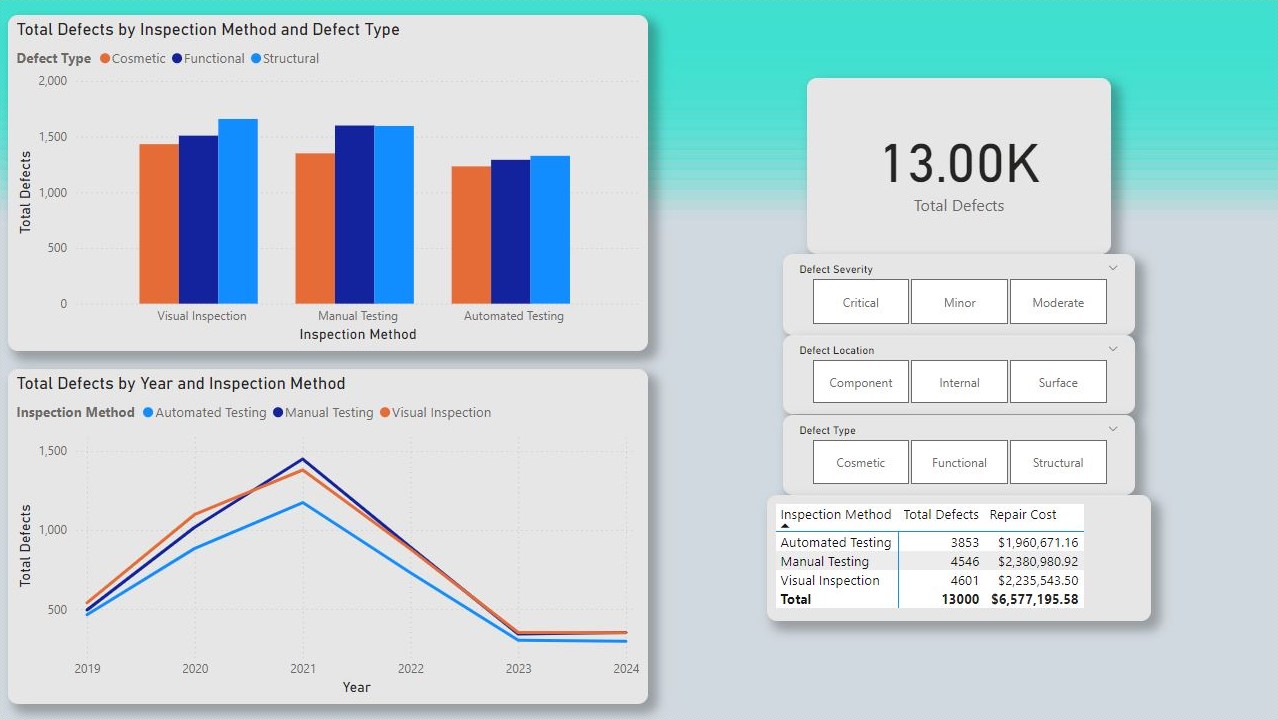 Total Defects by Inspection Method and Defect Type
Defect Type Cosmetic Functional Structural
2,000
1,500
1,000
500
0
Total Defects
Visual Inspection Manual Testing Automated Testing
Inspection Method
Total Defects by Year and Inspection Method
Inspection Method Automated Testing Manual Testing Visual Inspection
1,500
1,000
500
Total Defects
2019 2020 2021 2022 2023 2024
Year
13.00K
Total Defects
Defect Severity
Critical Minor Moderate
Defect Location
Component Internal Surface
Defect Type
Cosmetic Functional Structural
Inspection Method Total Defects Repair Cost
Automated Testing 3853 $1,960,671.16
Manual Testing 4546 $2,380,980.92
Visual Inspection 4601 $2,235,543.50
Total 13000 $6,577,195.58